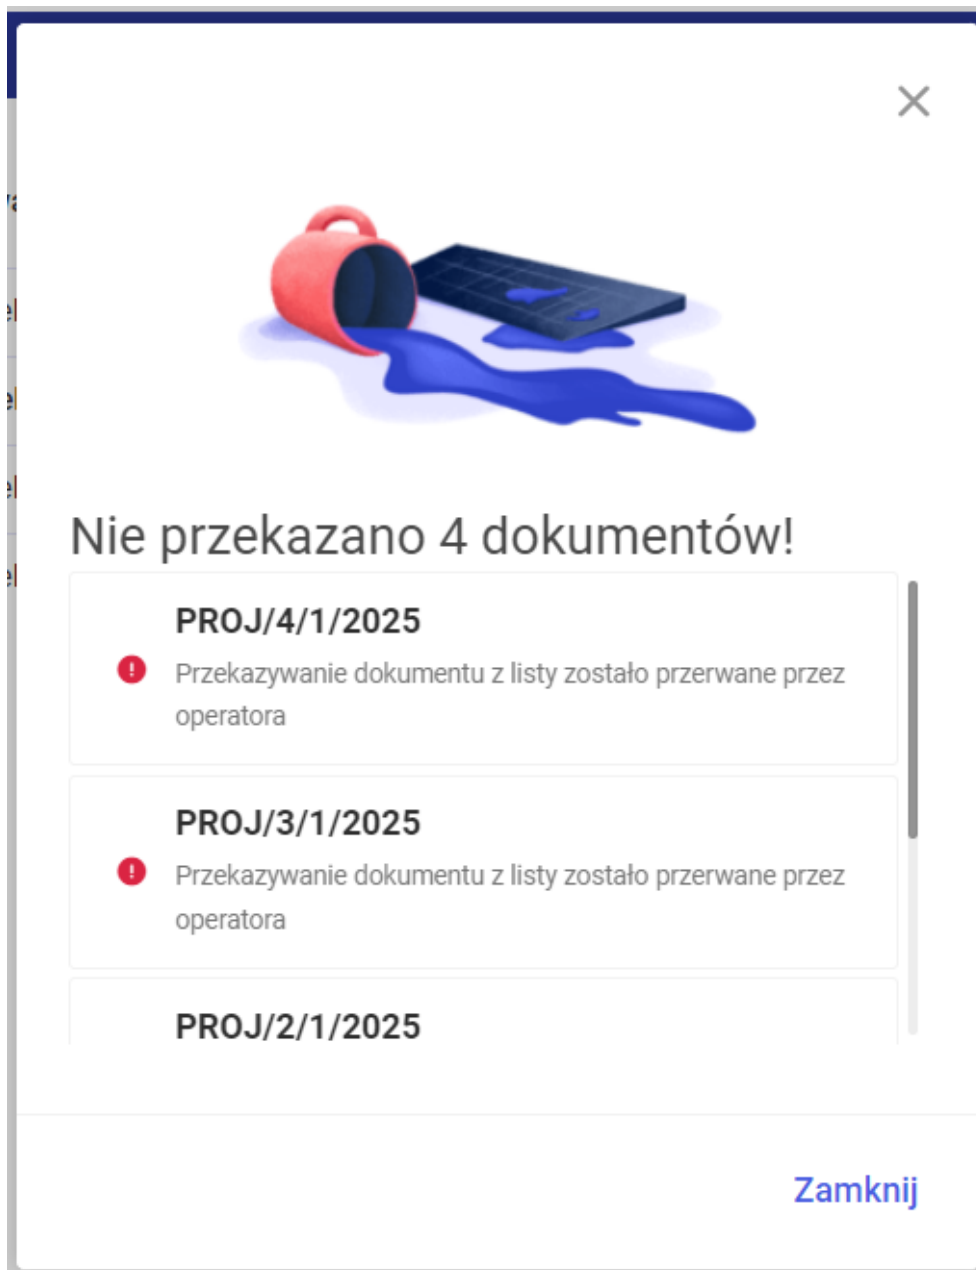 Nie przekazano 4 dokumentów!
PROJ/4/1/2025
Przekazywanie dokumentu z listy zostało przerwane przez
operatora
PROJ/3/1/2025
Przekazywanie dokumentu z listy zostało przerwane przez
operatora
PROJ/2/1/2025
Zamknij